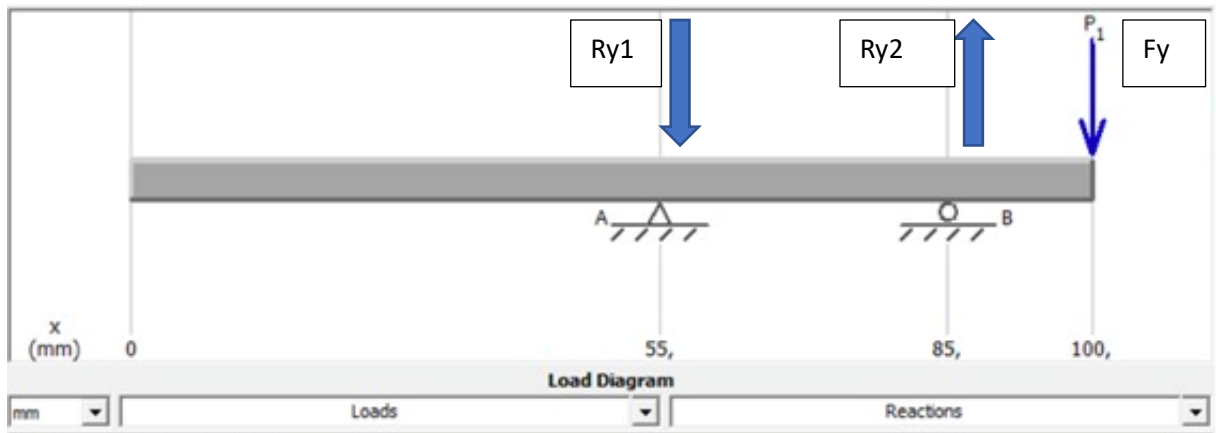 Ry1
Ry2
P1
Fy
A
B
x
(mm)
0
55,
85,
100,
Load Diagram
mm
Loads
Reactions